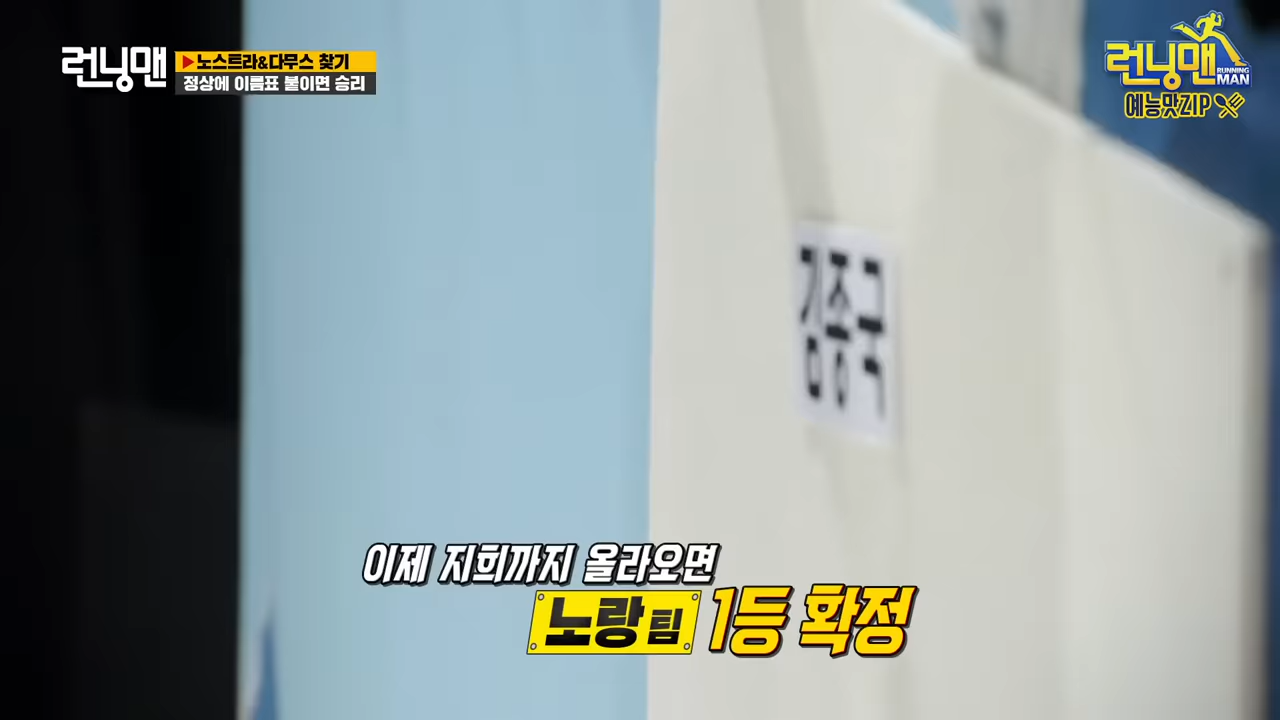 런닝맨
▶노스트라&다무스 찾기
정상에 이름표 붙이면 승리
런닝맨
RUNNING MAN
예능맛ZIP
김종국
이제 지희까지 올라오면
노랑팀 1등 확정